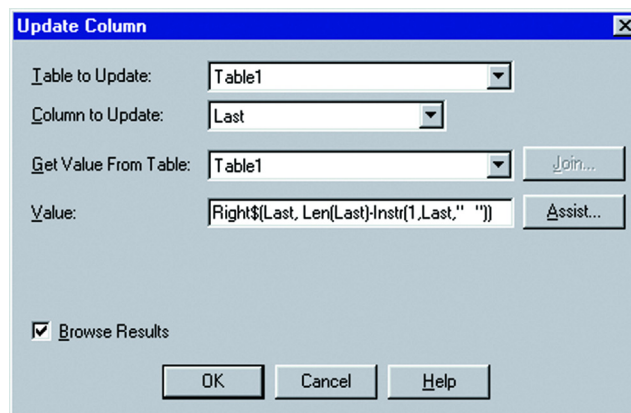 Update Column
Table to Update: Table1
Column to Update: Last
Get Value From Table: Table1 Join...
Value: Right$(Last, Len(Last)-Instr(1,Last,"  ")) Assist...
Browse Results
OK Cancel Help